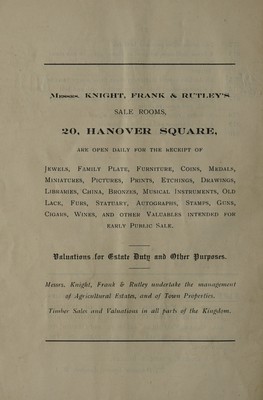 Messrs. KNIGHT, FRANK & RUTLEY'S
SALE ROOMS,
20, HANOVER SQUARE,
ARE OPEN DAILY FOR THE RECEIPT OF
JEWELS, FAMILY PLATE, FURNITURE, COINS, MEDALS,
MINIATURES, PICTURES, PRINTS, ETCHINGS, DRAWINGS,
LIBRARIES, CHINA, BRONZES, MUSICAL INSTRUMENTS, OLD
LACE, FURS, STATUARY, AUTOGRAPHS, STAMPS, GUNS,
CIGARS, WINES, AND OTHER VALUABLES INTENDED FOR
EARLY PUBLIC SALE.
Valuations for Estate Duty and Other Purposes.
Messrs. Knight, Frank & Rutley undertake the management
of Agricultural Estates, and of Town Properties.
Timber Sales and Valuations in all parts of the Kingdom.